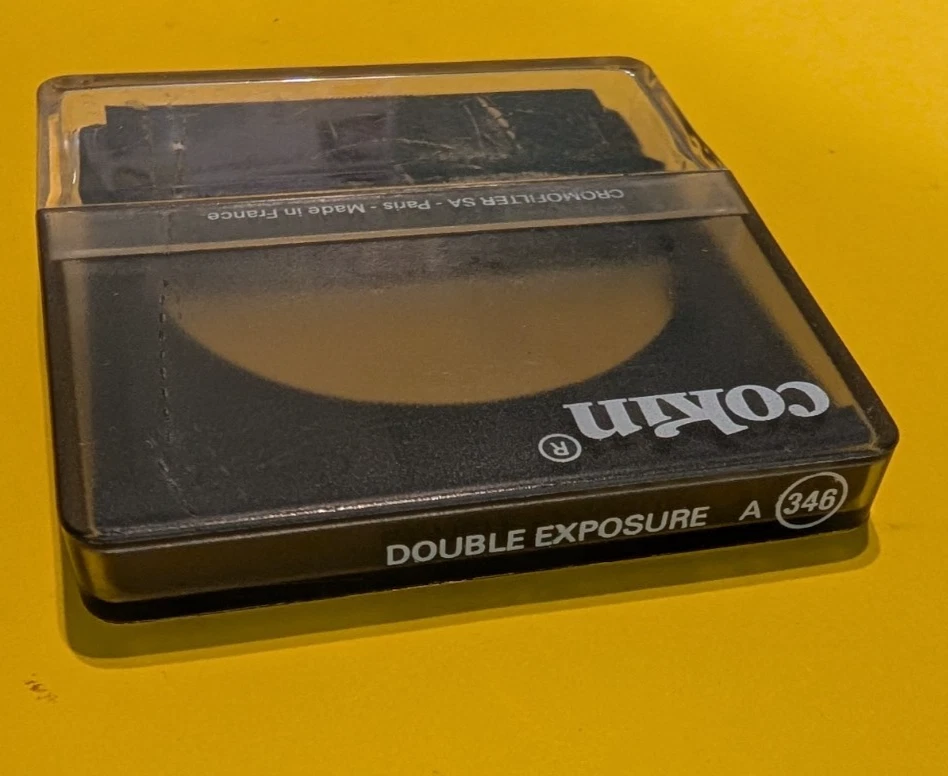 CROMOFILTER SA - Paris - Made in France
cokin
®
DOUBLE EXPOSURE A 346